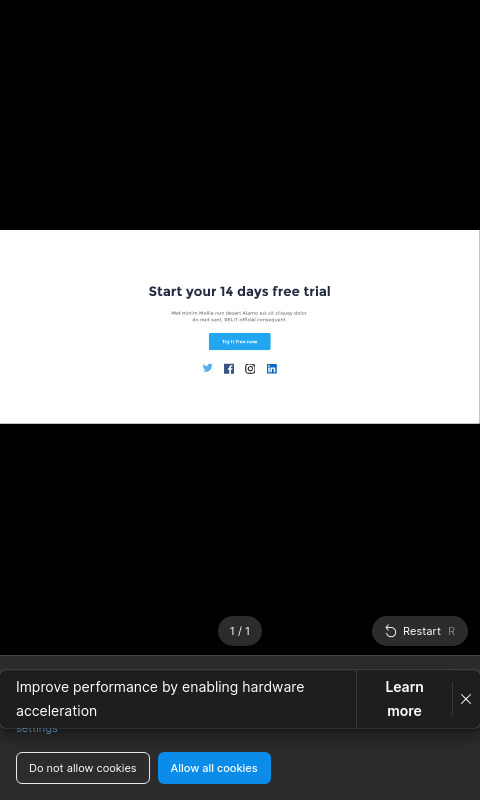 Start your 14 days free trial
Met minim Mollie non desert Alamo est sit cliquey dolor
do met sent. RELIT official consequent.
Try it free now
1 / 1
Restart R
Improve performance by enabling hardware
acceleration
Learn
more
settings
Do not allow cookies
Allow all cookies